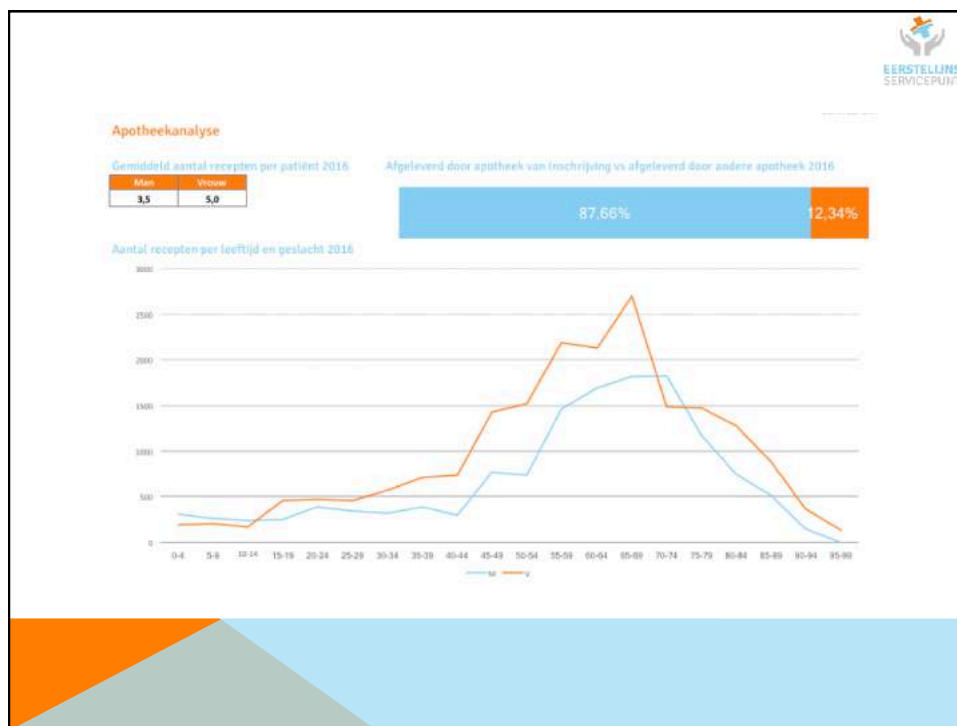 EERSTELIJNS
SERVICEPUNT
Apotheekanalyse
Gemiddeld aantal recepten per patiënt 2016
Man Vrouw
3,5 5,0
Afgeleverd door apotheek van inschrijving vs afgeleverd door andere apotheek 2016
87,66% 12,34%
Aantal recepten per leeftijd en geslacht 2016
3000
2500
2000
1500
1000
500
0
0-4 5-9 10-14 15-19 20-24 25-29 30-34 35-39 40-44 45-49 50-54 55-59 60-64 65-69 70-74 75-79 80-84 85-89 90-94 95-99
M V